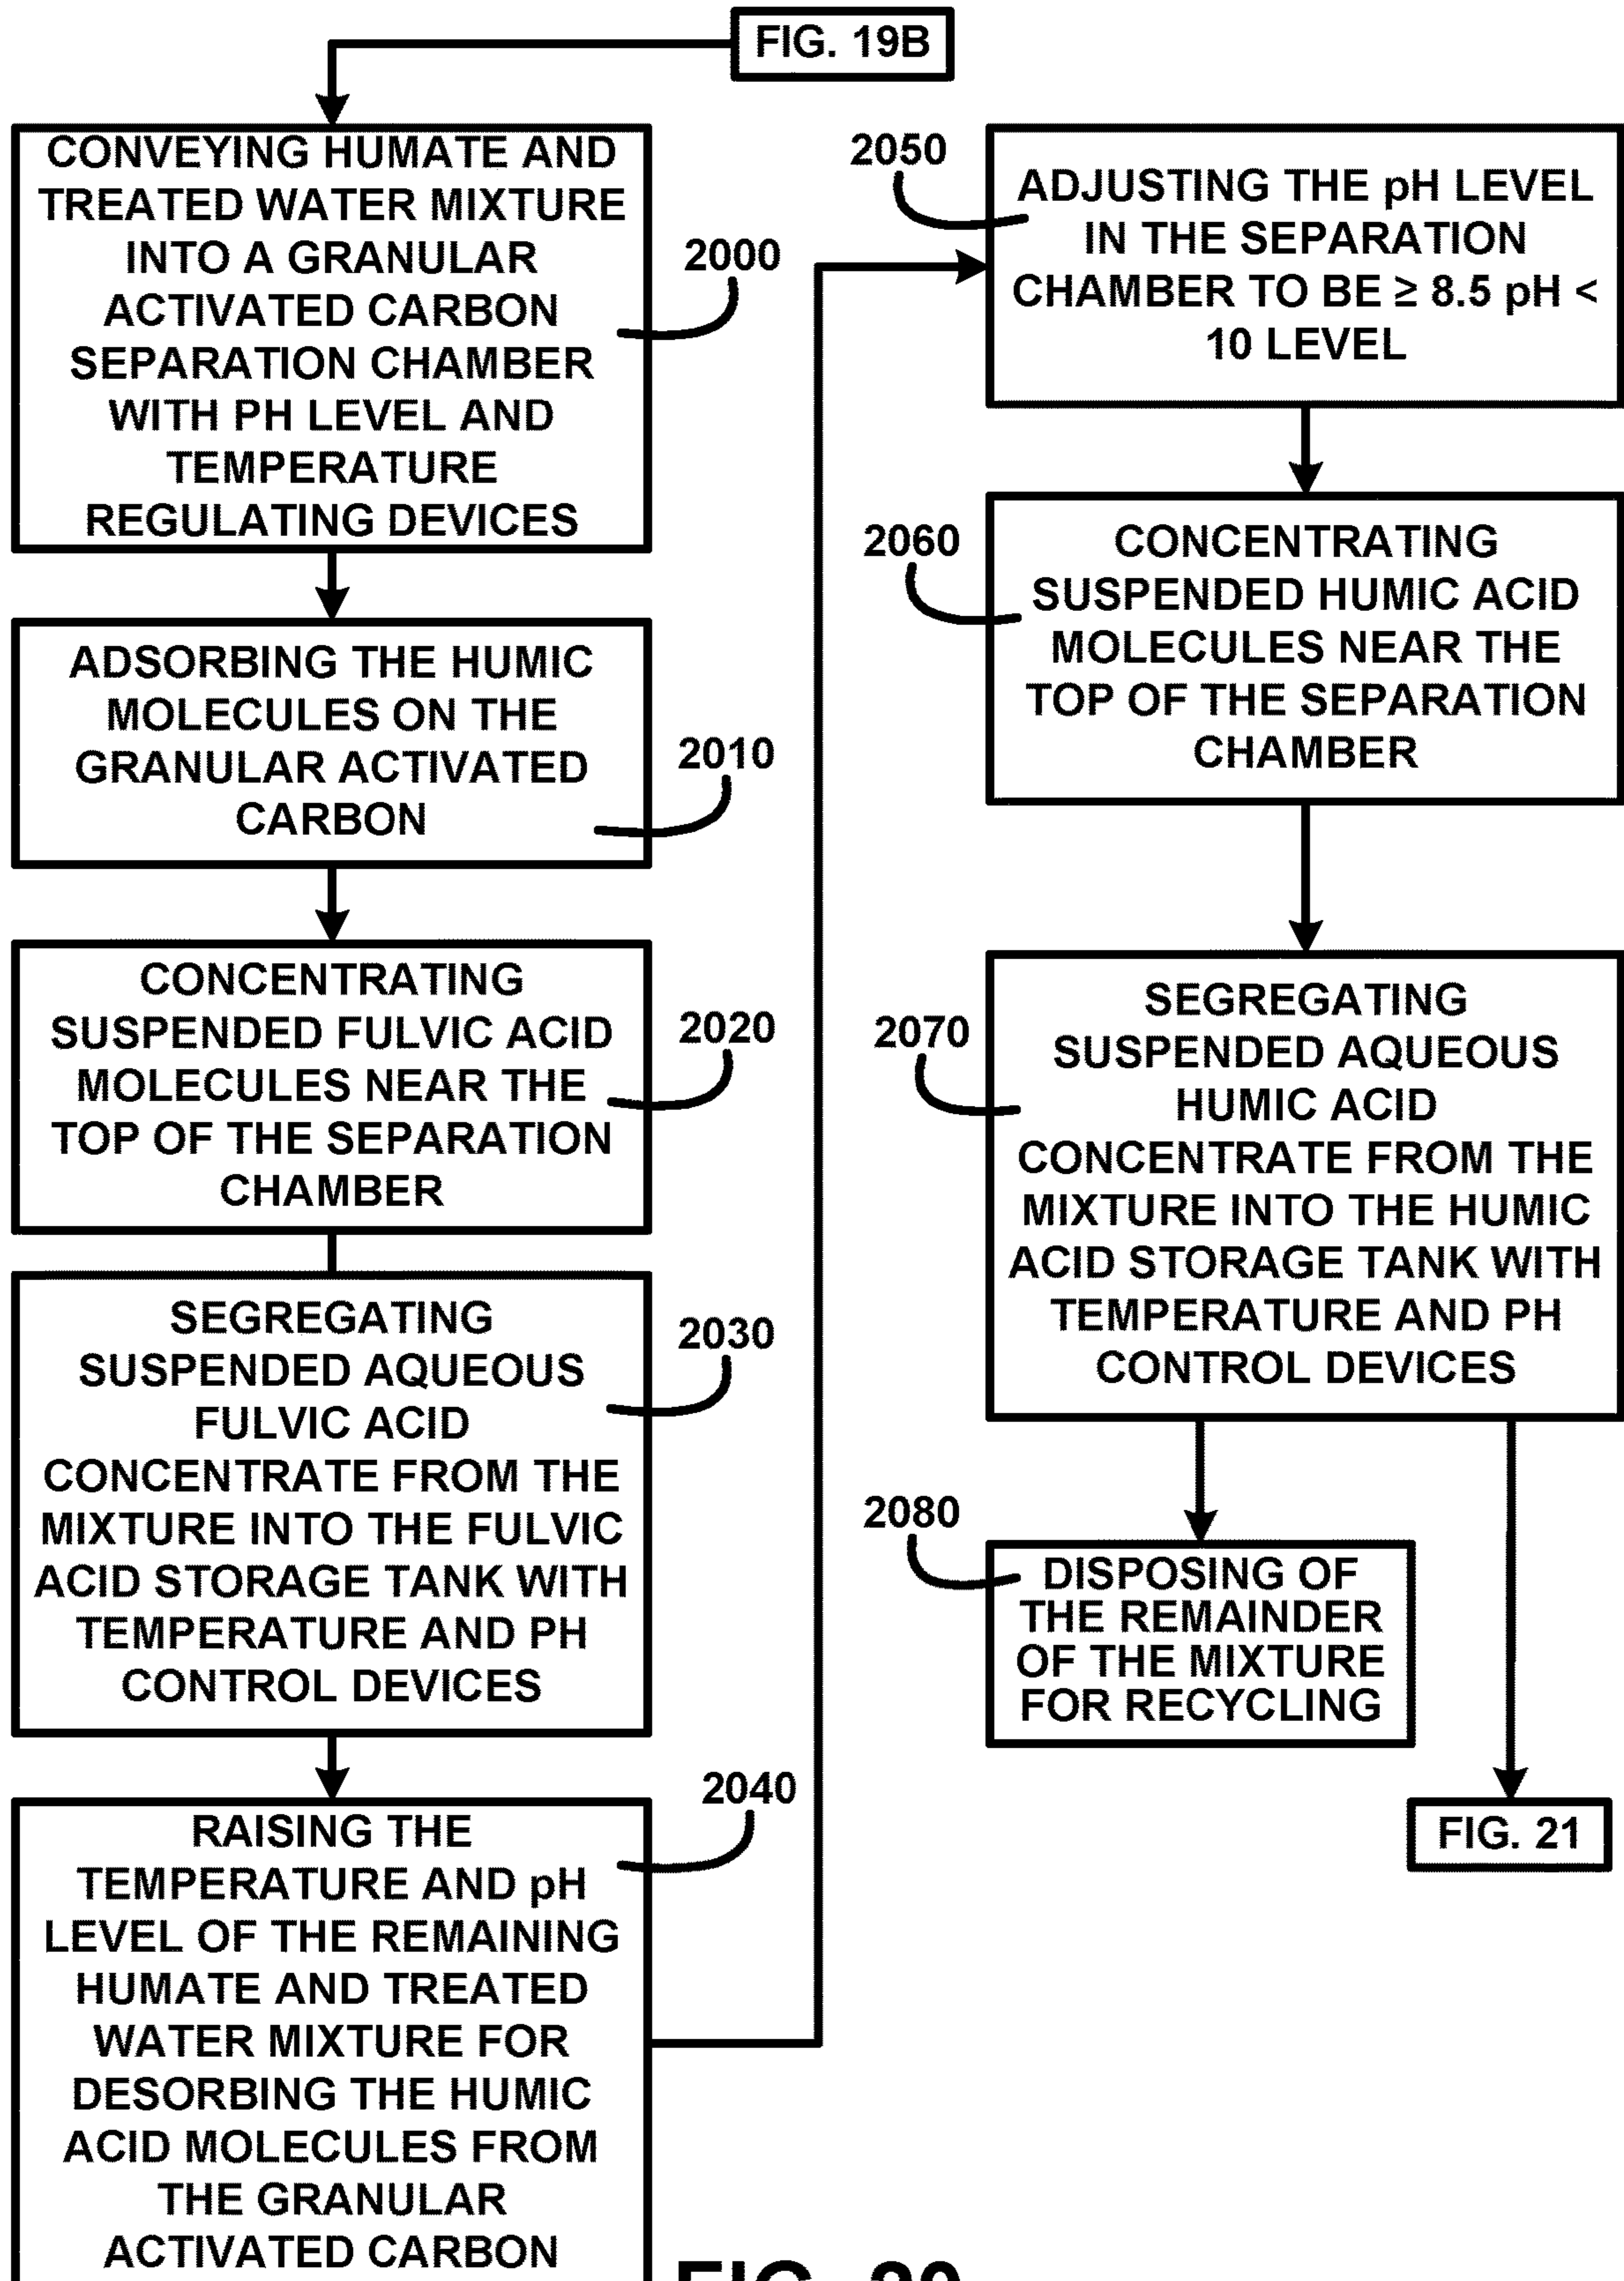 FIG. 19B
CONVEYING HUMATE AND
TREATED WATER MIXTURE
INTO A GRANULAR
ACTIVATED CARBON
SEPARATION CHAMBER
WITH PH LEVEL AND
TEMPERATURE
REGULATING DEVICES
2000
ADSORBING THE HUMIC
MOLECULES ON THE
GRANULAR ACTIVATED
CARBON
2010
CONCENTRATING
SUSPENDED FULVIC ACID
MOLECULES NEAR THE
TOP OF THE SEPARATION
CHAMBER
2020
SEGREGATING
SUSPENDED AQUEOUS
FULVIC ACID
CONCENTRATE FROM THE
MIXTURE INTO THE FULVIC
ACID STORAGE TANK WITH
TEMPERATURE AND PH
CONTROL DEVICES
2030
RAISING THE
TEMPERATURE AND pH
LEVEL OF THE REMAINING
HUMATE AND TREATED
WATER MIXTURE FOR
DESORBING THE HUMIC
ACID MOLECULES FROM
THE GRANULAR
ACTIVATED CARBON
2040
2050
ADJUSTING THE pH LEVEL
IN THE SEPARATION
CHAMBER TO BE ≥ 8.5 pH <
10 LEVEL
2060
CONCENTRATING
SUSPENDED HUMIC ACID
MOLECULES NEAR THE
TOP OF THE SEPARATION
CHAMBER
2070
SEGREGATING
SUSPENDED AQUEOUS
HUMIC ACID
CONCENTRATE FROM THE
MIXTURE INTO THE HUMIC
ACID STORAGE TANK WITH
TEMPERATURE AND PH
CONTROL DEVICES
2080
DISPOSING OF
THE REMAINDER
OF THE MIXTURE
FOR RECYCLING
FIG. 21
FIG. 20